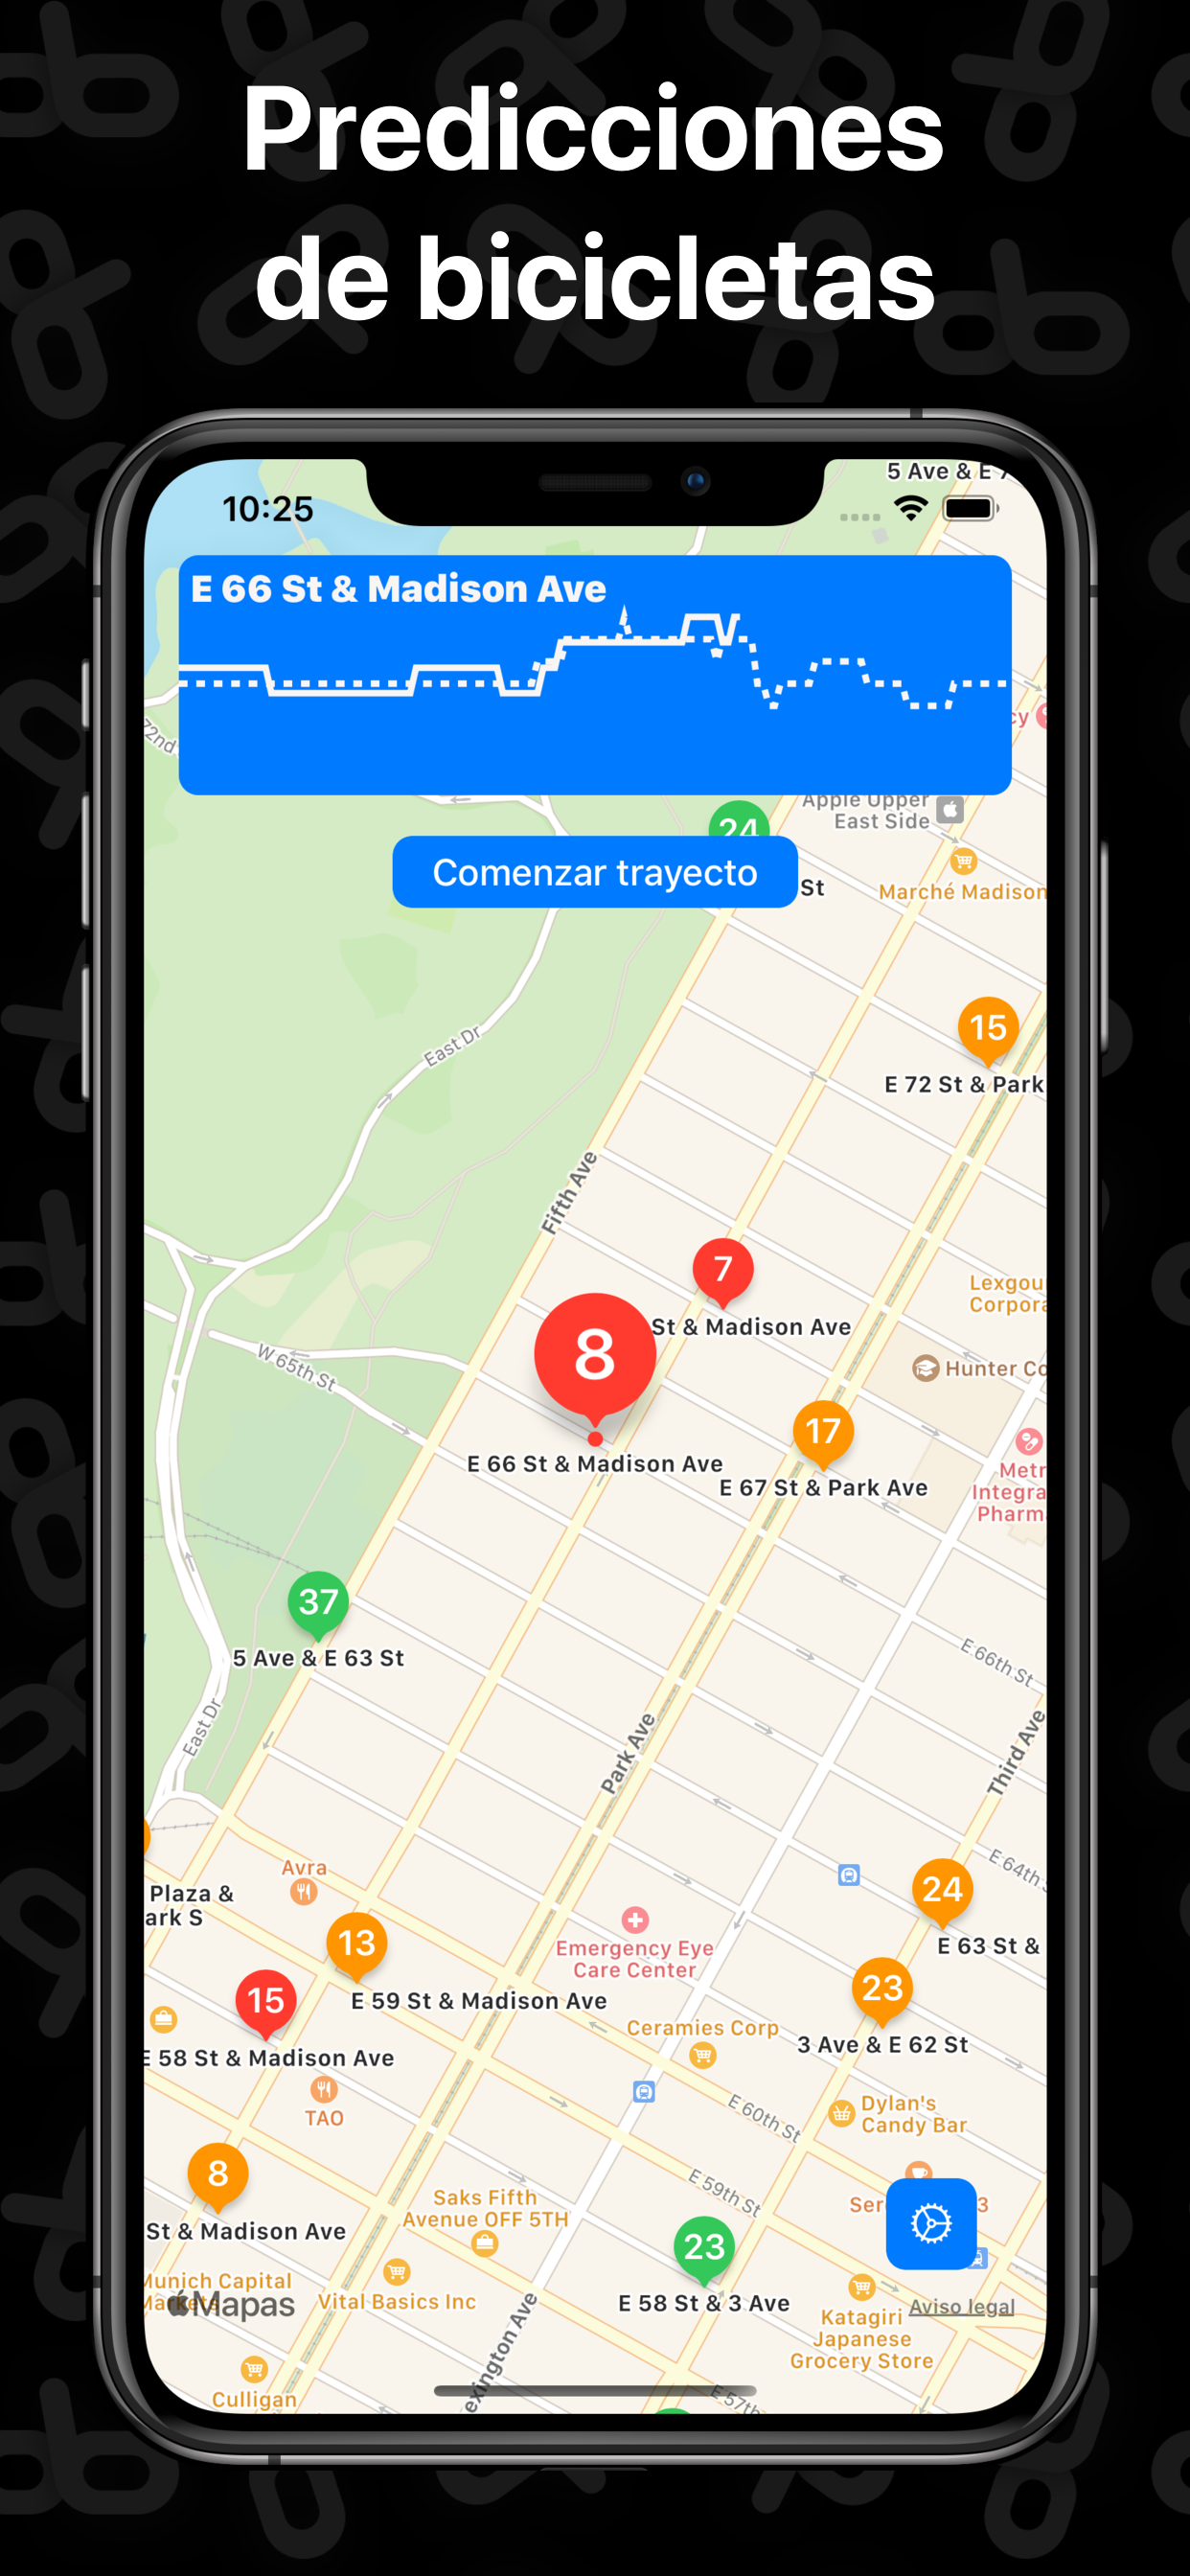 Predicciones
de bicicletas
5 Ave & E
10:25
E 66 St & Madison Ave
72nd
Apple Upper
East Side
24
Comenzar trayecto
St
Marché Madison
15
E 72 St & Park
East Dr
Fifth Ave
7
St & Madison Ave
Lexgou
Corpora
8
W 65th St
Hunter Co
E 66 St & Madison Ave
17
E 67 St & Park Ave
Metr
Integra
Pharm
37
5 Ave & E 63 St
E 66th St
East Dr
Park Ave
Third Ave
E 64th
Avra
24
Plaza &
ark S
E 63 St &
13
Emergency Eye
Care Center
23
15
E 59 St & Madison Ave
Ceramies Corp
3 Ave & E 62 St
E 58 St & Madison Ave
TAO
Dylan's
Candy Bar
E 60th St
8
E 59th St
Saks Fifth
Avenue OFF 5TH
Ser
3
St & Madison Ave
23
Munich Capital
Markets
Mapas
Vital Basics Inc
E 58 St & 3 Ave
Aviso legal
Katagiri
Japanese
Grocery Store
exington Ave
Culligan
E 57th